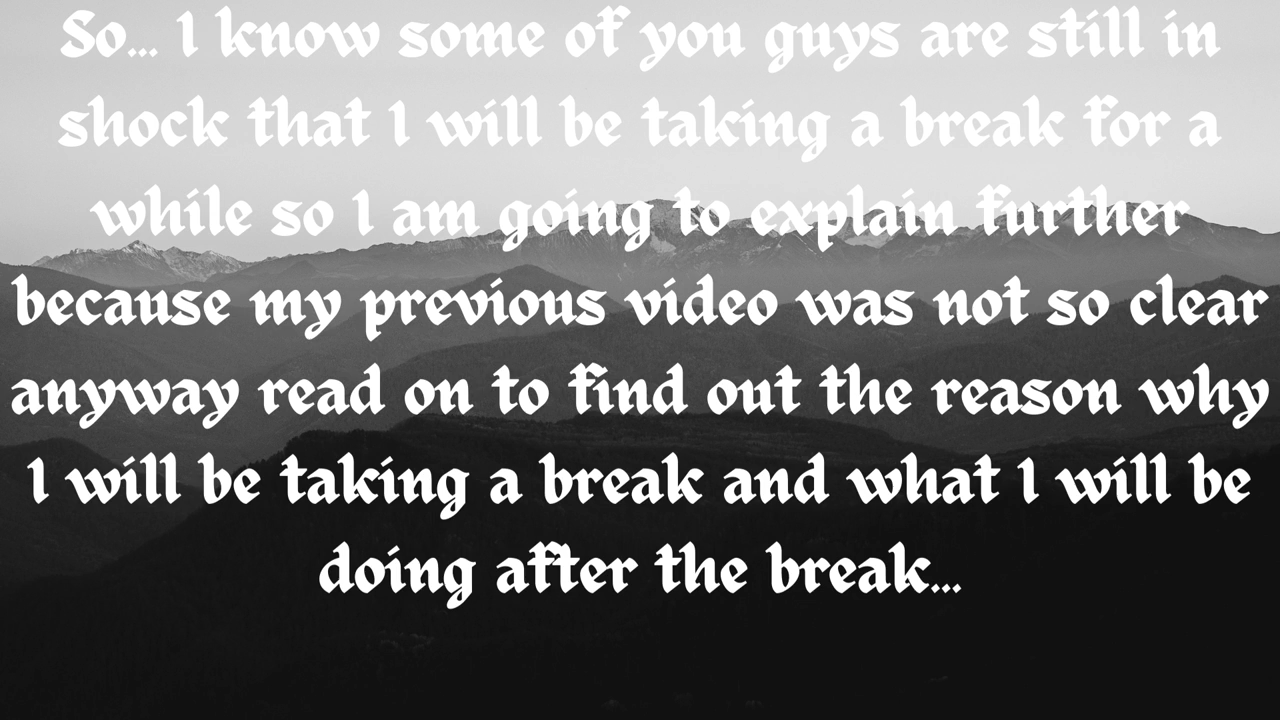 So... I know some of you guys are still in
shock that I will be taking a break for a
while so I am going to explain further
because my previous video was not so clear
anyway read on to find out the reason why
I will be taking a break and what I will be
doing after the break...